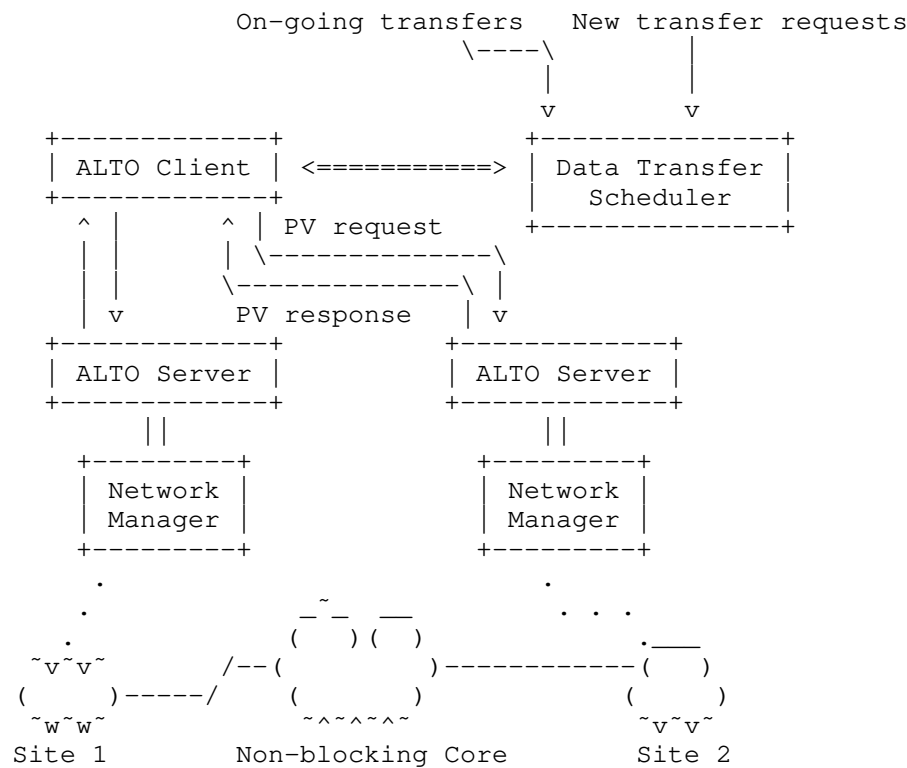 On-going transfers New transfer requests
ALTO Client Data Transfer
Scheduler
PV request
PV response
ALTO Server ALTO Server
Network Network
Manager Manager
Site 1 Non-blocking Core Site 2